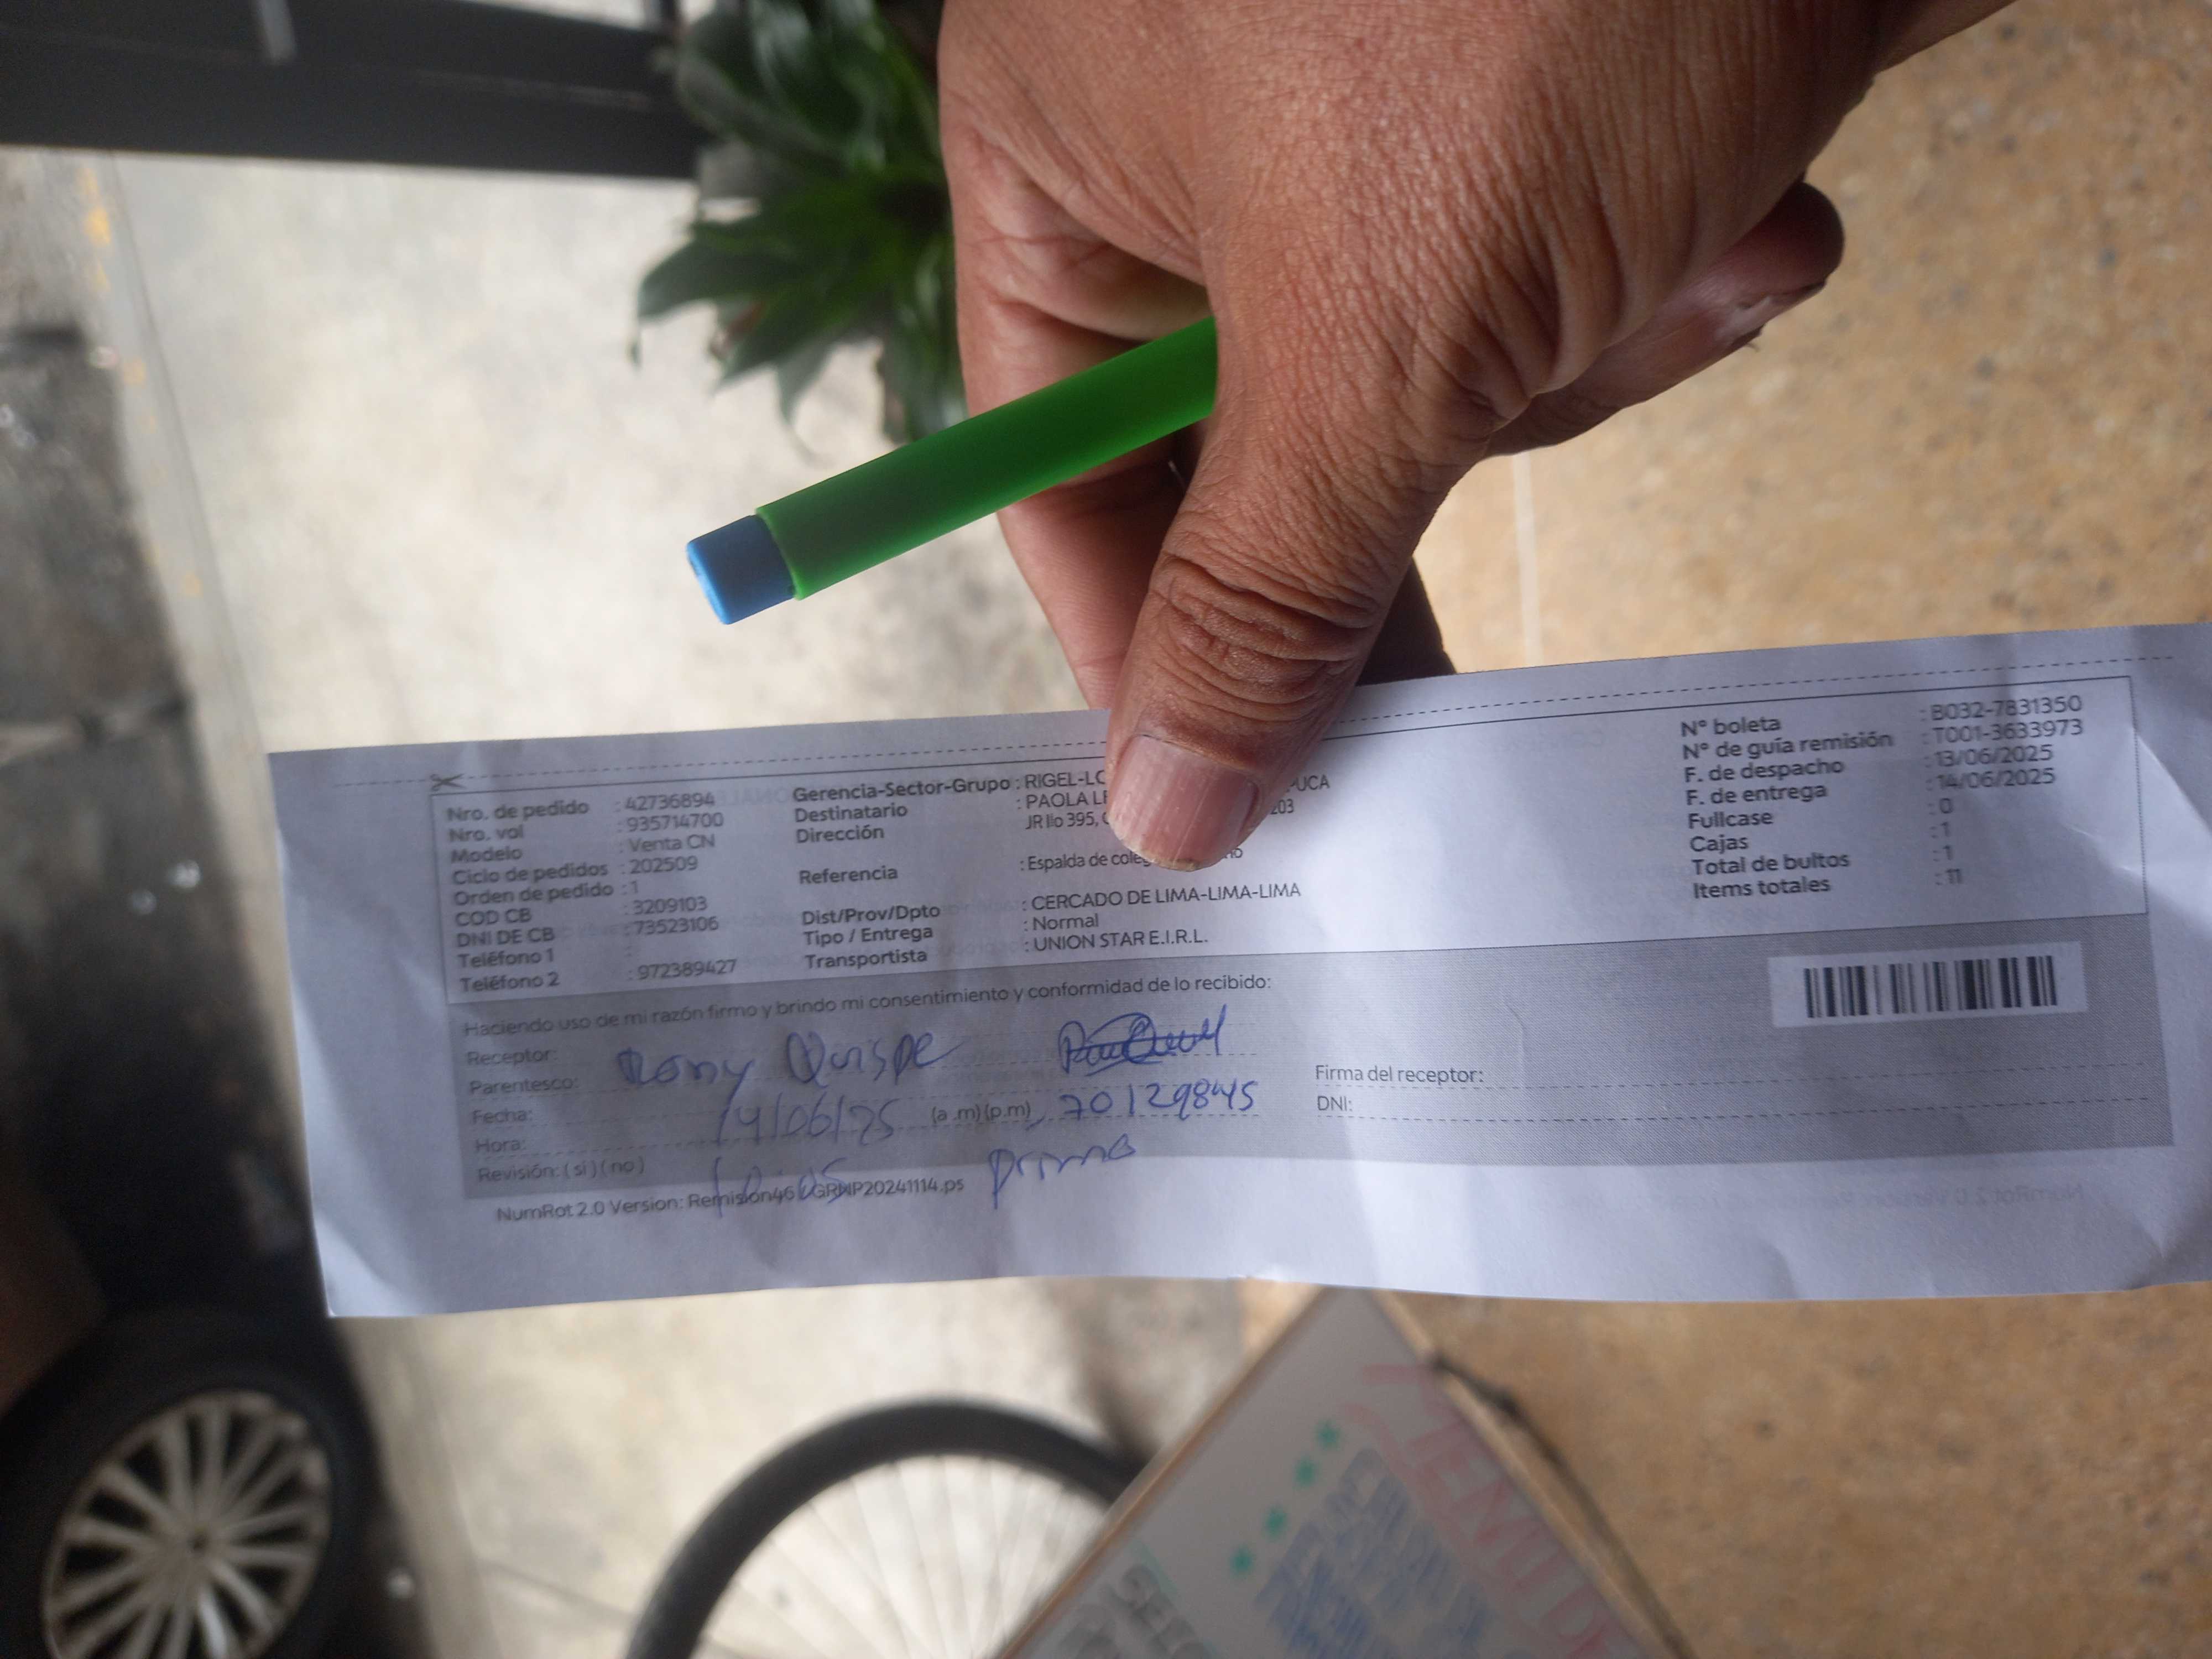 Nro. de pedido : 42736894
Nro. vol : 935714700
Modelo : Venta CN
Ciclo de pedidos : 202509
Orden de pedido : 1
COD CB : 3209103
DNI DE CB : 73523106
Teléfono 1 :
Teléfono 2 : 972389427
Gerencia-Sector-Grupo : RIGEL-LO
Destinatario : PAOLA UCA
Dirección JR Ilo 395, 203
Referencia : Espalda de
Dist/Prov/Dpto : CERCADO DE LIMA-LIMA-LIMA
Tipo / Entrega : Normal
Transportista : UNION STAR E.I.R.L.
N° boleta : B032-7831350
N° de guía remisión : T001-3633973
F. de despacho : 13/06/2025
F. de entrega : 14/06/2025
Fullcase : 0
Cajas : 1
Total de bultos : 1
Items totales : 11
Haciendo uso de mi razón firmo y brindo mi consentimiento y conformidad de lo recibido:
Receptor: Rony Quispe
Parentesco:
Fecha: 14/06/25 (a .m) (p.m) 70129845
Hora:
Revisión: ( si ) ( no ) primo
Firma del receptor:
DNI:
NumRot 2.0 Version: